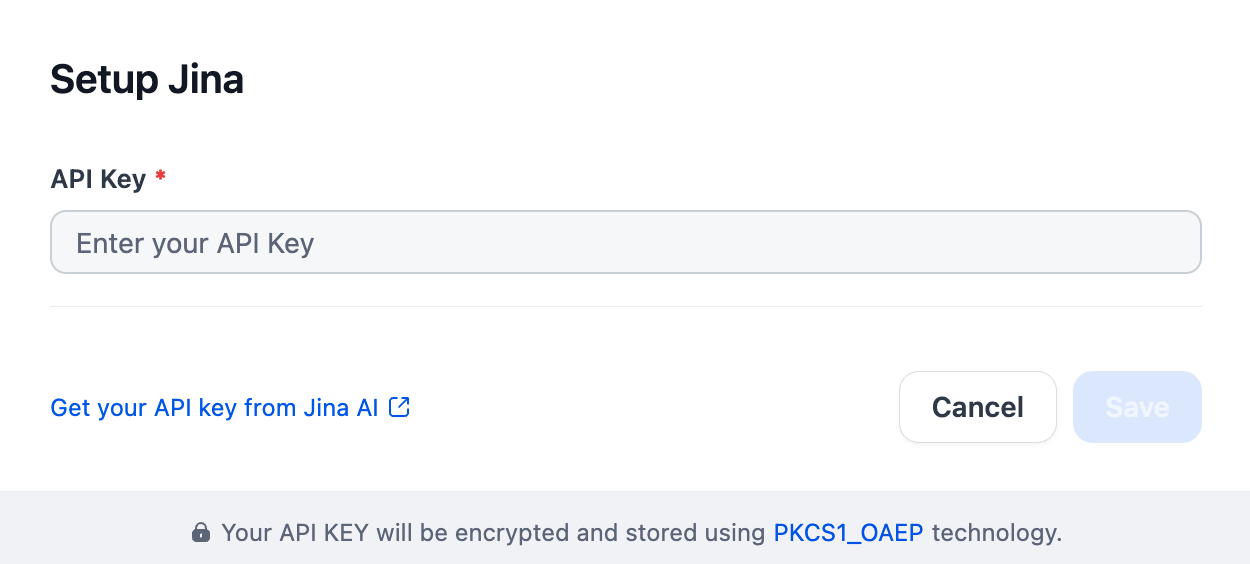 Setup Jina
API Key *
Enter your API Key
Get your API key from Jina AI
Cancel
Save
Your API KEY will be encrypted and stored using PKCS1_OAEP technology.